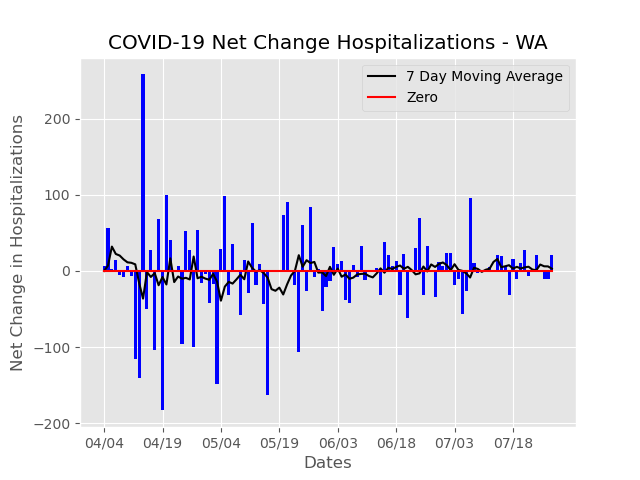 COVID-19 Net Change Hospitalizations - WA
7 Day Moving Average
Zero
Net Change in Hospitalizations
200
100
0
−100
−200
04/04 04/19 05/04 05/19 06/03 06/18 07/03 07/18
Dates